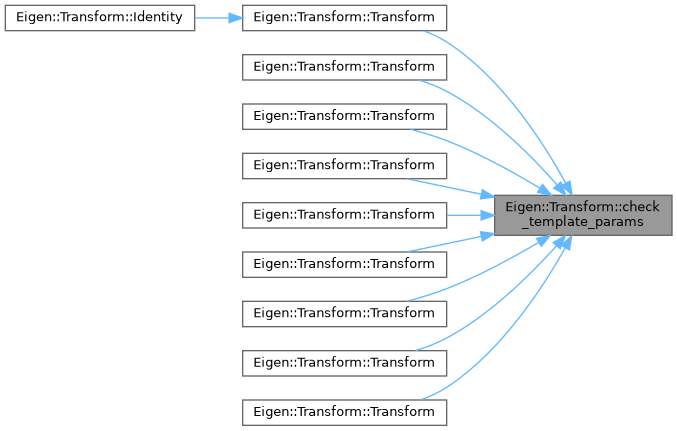 Eigen::Transform::Identity
Eigen::Transform::Transform
Eigen::Transform::Transform
Eigen::Transform::Transform
Eigen::Transform::Transform
Eigen::Transform::Transform
Eigen::Transform::Transform
Eigen::Transform::Transform
Eigen::Transform::Transform
Eigen::Transform::Transform
Eigen::Transform::check
_template_params